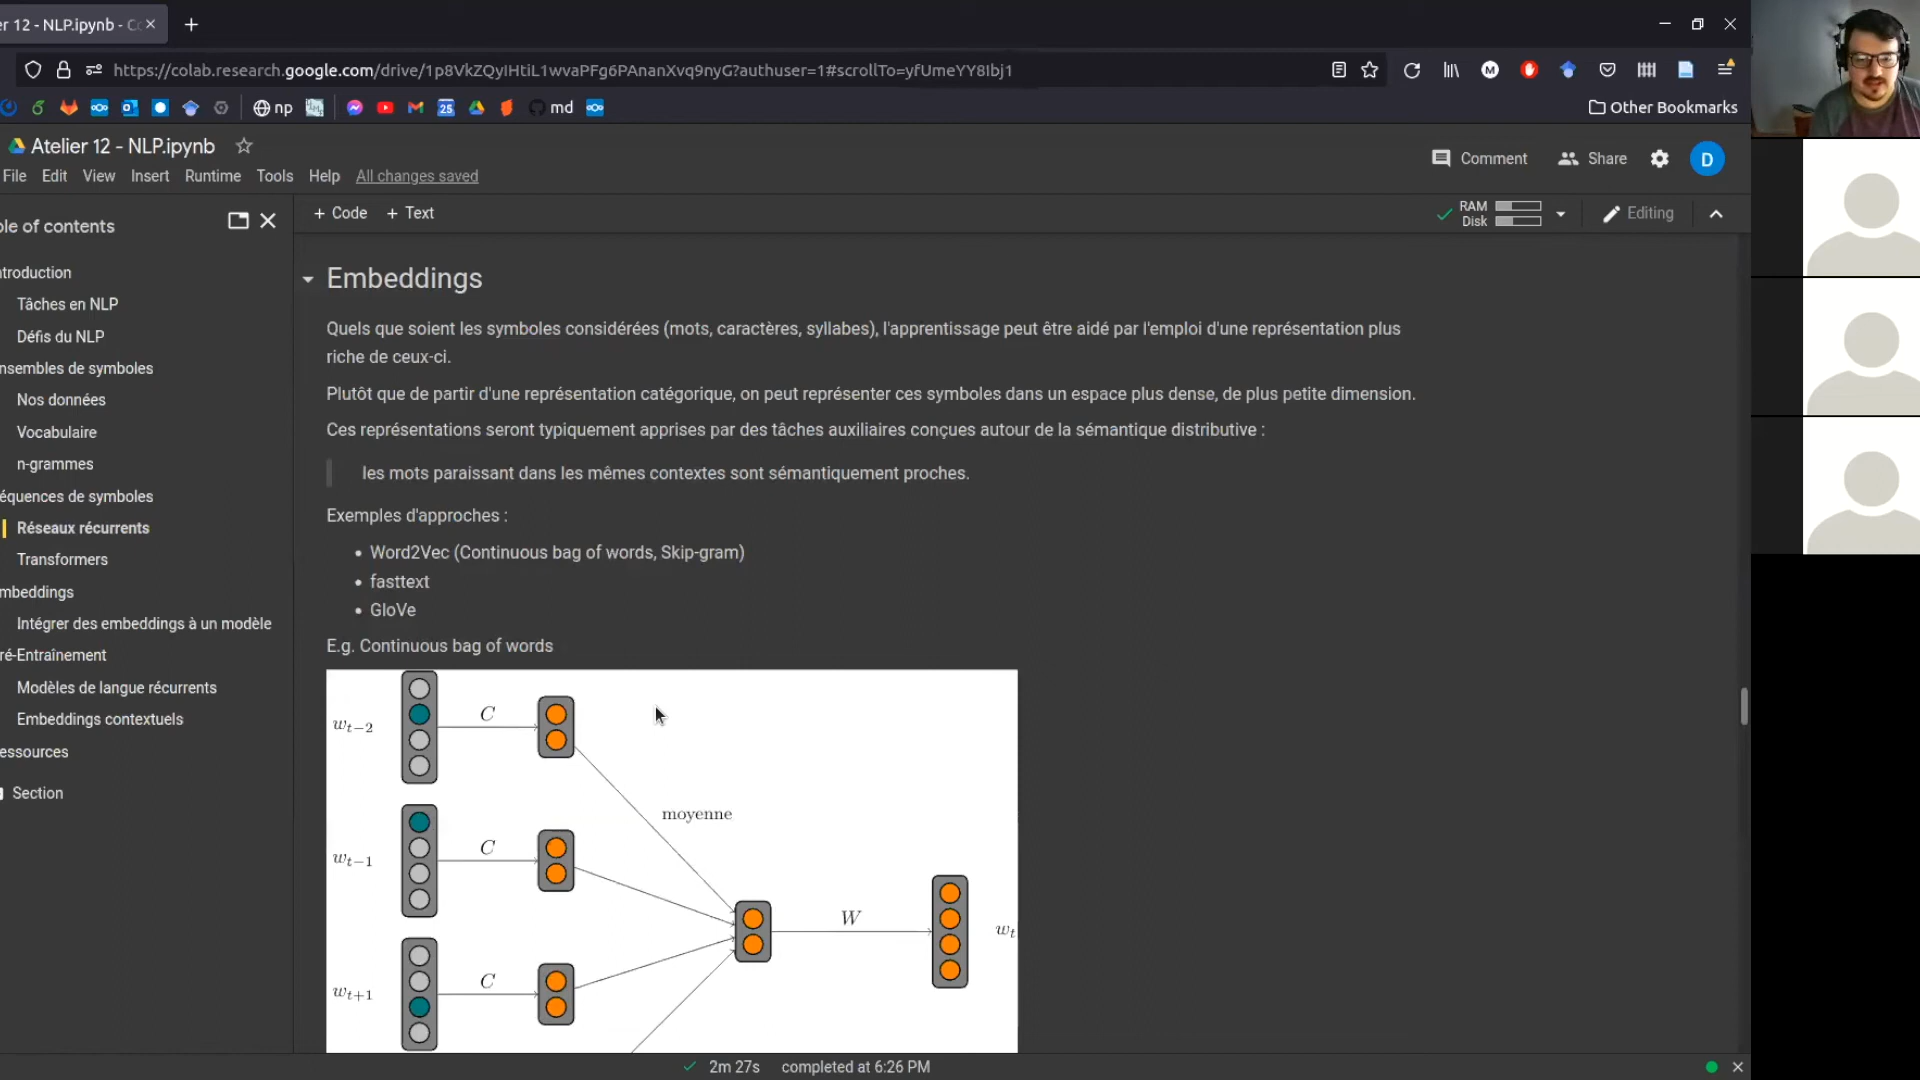 er 12 - NLP.ipynb - Co
https://colab.research.google.com/drive/1p8VkZQyIHtiL1wvaPFg6PAnanXvq9nyG?authuser=1#scrollTo=yfUmeYY8Ibj1
np
25
md
Other Bookmarks
Atelier 12 - NLP.ipynb
Comment
Share
D
File Edit View Insert Runtime Tools Help All changes saved
+ Code + Text
RAM
Disk
Editing
ble of contents
ntroduction
Tâches en NLP
Défis du NLP
nsembles de symboles
Nos données
Vocabulaire
n-grammes
équences de symboles
Réseaux récurrents
Transformers
mbeddings
Intégrer des embeddings à un modèle
ré-Entraînement
Modèles de langue récurrents
Embeddings contextuels
essources
Section
Embeddings
Quels que soient les symboles considérées (mots, caractères, syllabes), l'apprentissage peut être aidé par l'emploi d'une représentation plus
riche de ceux-ci.
Plutôt que de partir d'une représentation catégorique, on peut représenter ces symboles dans un espace plus dense, de plus petite dimension.
Ces représentations seront typiquement apprises par des tâches auxiliaires conçues autour de la sémantique distributive :
les mots paraissant dans les mêmes contextes sont sémantiquement proches.
Exemples d'approches :
• Word2Vec (Continuous bag of words, Skip-gram)
• fasttext
• GloVe
E.g. Continuous bag of words
w_{t-2} C
moyenne
w_{t-1} C
W w_t
w_{t+1} C
2m 27s completed at 6:26 PM